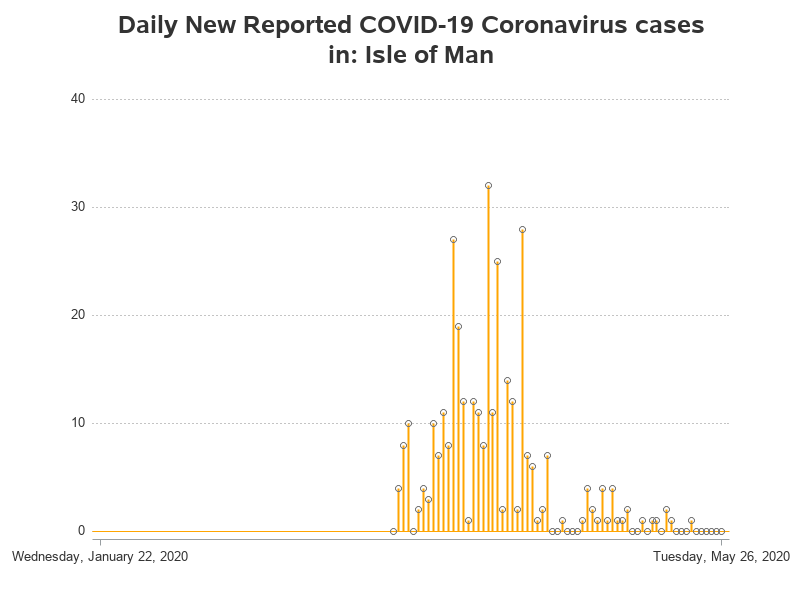 Daily New Reported COVID-19 Coronavirus cases
in: Isle of Man
40
30
20
10
0
Wednesday, January 22, 2020
Tuesday, May 26, 2020